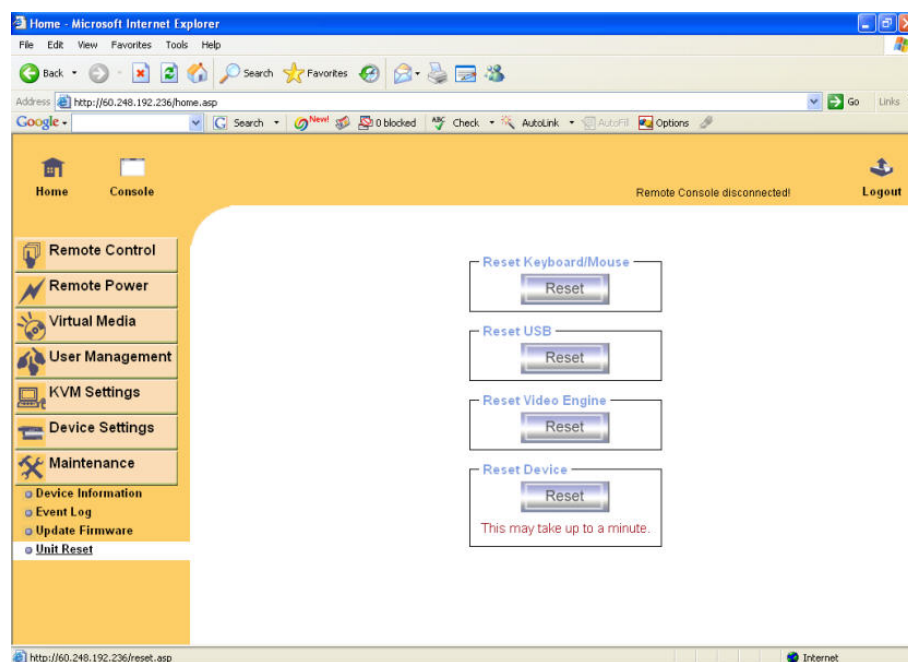 Home - Microsoft Internet Explorer
File Edit View Favorites Tools Help
Back Search Favorites
Address http://60.248.192.236/home.asp Go Links
Google Search New! 0 blocked ABC Check AutoLink AutoFill Options
Home Console Remote Console disconnected! Logout
Remote Control
Remote Power
Virtual Media
User Management
KVM Settings
Device Settings
Maintenance
Device Information
Event Log
Update Firmware
Unit Reset
Reset Keyboard/Mouse
Reset
Reset USB
Reset
Reset Video Engine
Reset
Reset Device
Reset
This may take up to a minute.
http://60.248.192.236/reset.asp Internet